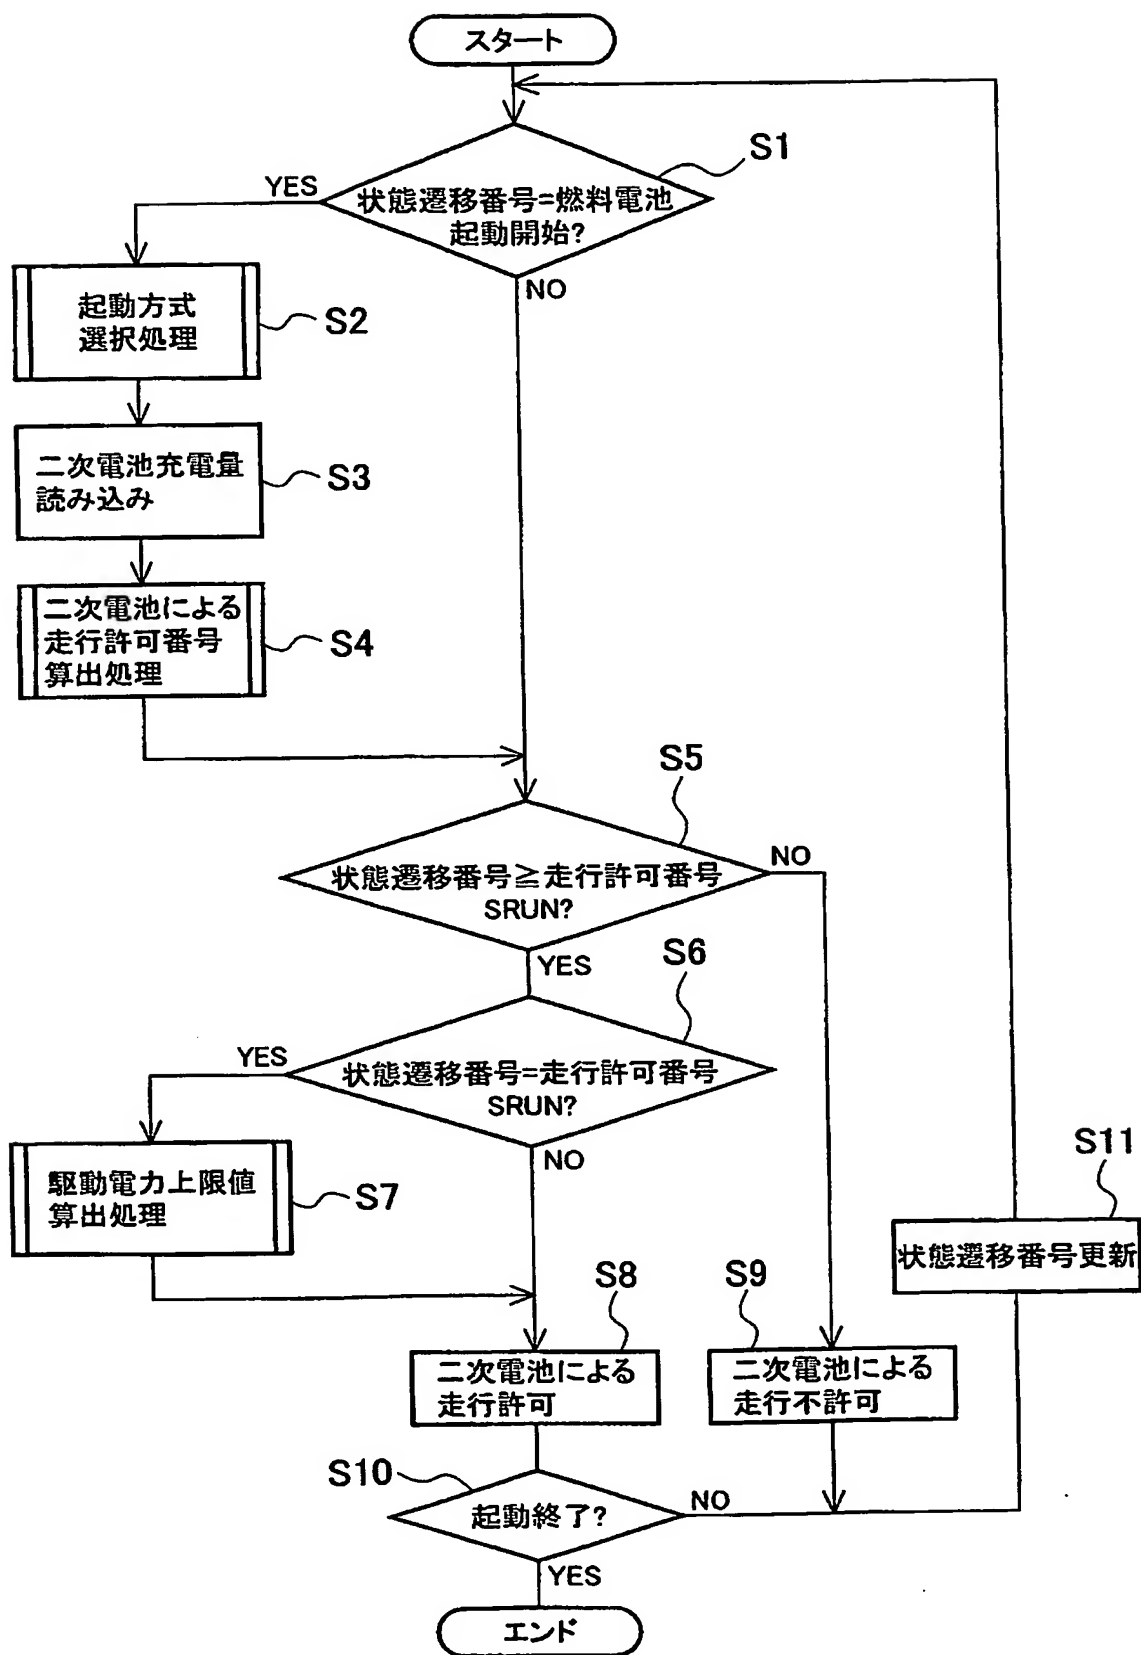 スタート
S1
YES
状態遷移番号=燃料電池
起動開始?
NO
起動方式
選択処理
S2
二次電池充電量
読み込み
S3
二次電池による
走行許可番号
算出処理
S4
S5
NO
状態遷移番号≧走行許可番号
SRUN?
YES
S6
YES
状態遷移番号=走行許可番号
SRUN?
NO
駆動電力上限値
算出処理
S7
S11
状態遷移番号更新
S8
S9
二次電池による
走行許可
二次電池による
走行不許可
S10
起動終了?
NO
YES
エンド